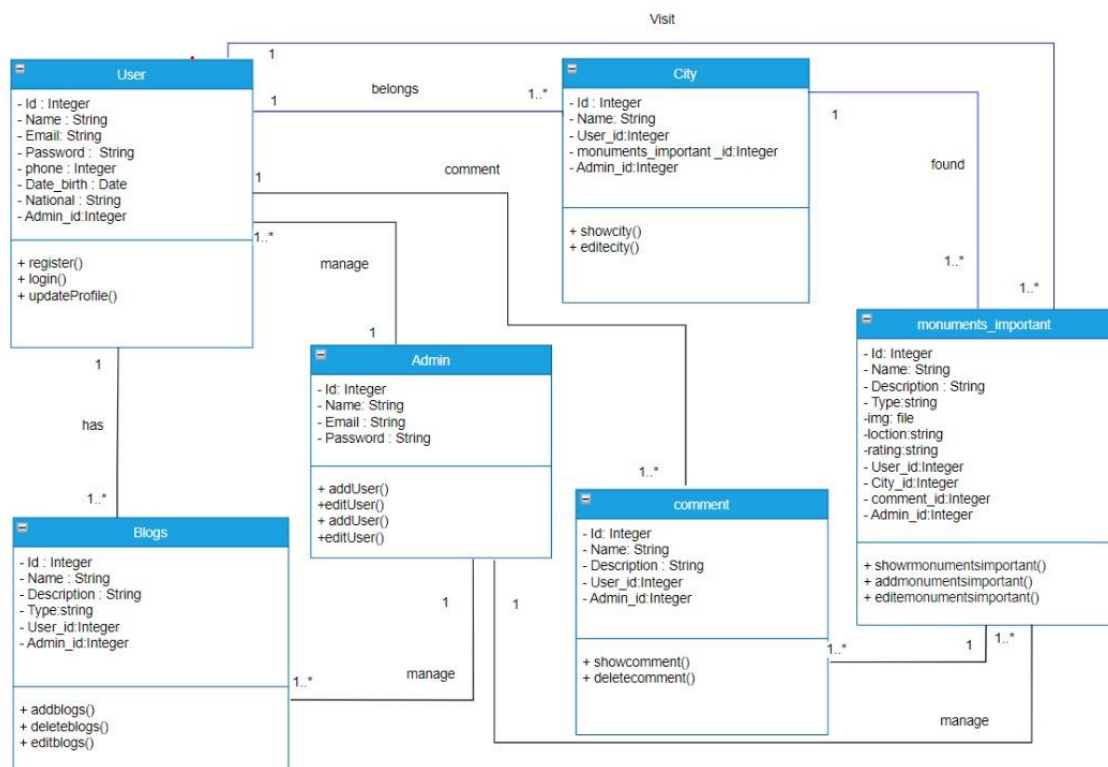 Visit
1
1
belongs
1..*
User
- Id : Integer
- Name : String
- Email: String
- Password : String
- phone : Integer
- Date_birth : Date
- National : String
- Admin_id:Integer
+ register()
+ login()
+ updateProfile()
City
- Id : Integer
- Name: String
- User_id:Integer
- monuments_important _id:Integer
- Admin_id:Integer
+ showcity()
+ editecity()
1
found
1..*
1..*
1
comment
1..*
manage
1
1
has
1..*
Admin
- Id: Integer
- Name: String
- Email : String
- Password : String
+ addUser()
+editUser()
+ addUser()
+editUser()
monuments_important
- Id: Integer
- Name: String
- Description : String
- Type:string
-img: file
-loction:string
-rating:string
- User_id:Integer
- City_id:Integer
- comment_id:Integer
- Admin_id:Integer
+ showrmonumentsimportant()
+ addmonumentsimportant()
+ editemonumentsimportant()
1..*
comment
- Id: Integer
- Name: String
- Description : String
- User_id:Integer
- Admin_id:Integer
+ showcomment()
+ deletecomment()
Blogs
- Id : Integer
- Name : String
- Description : String
- Type:string
- User_id:Integer
- Admin_id:Integer
+ addblogs()
+ deleteblogs()
+ editblogs()
1
1
manage
1..*
1..*
1
1..*
manage